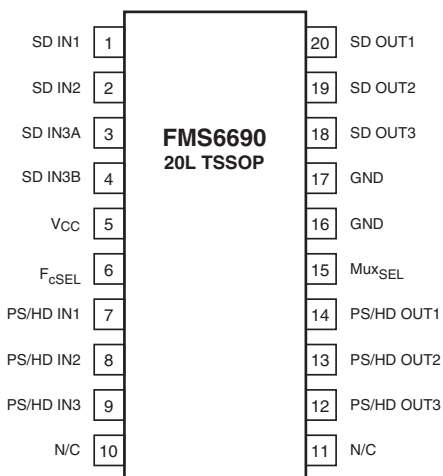 SD IN1 1 20 SD OUT1
SD IN2 2 19 SD OUT2
SD IN3A 3 FMS6690 18 SD OUT3
20L TSSOP
SD IN3B 4 17 GND
VCC 5 16 GND
FcSEL 6 15 MuxSEL
PS/HD IN1 7 14 PS/HD OUT1
PS/HD IN2 8 13 PS/HD OUT2
PS/HD IN3 9 12 PS/HD OUT3
N/C 10 11 N/C